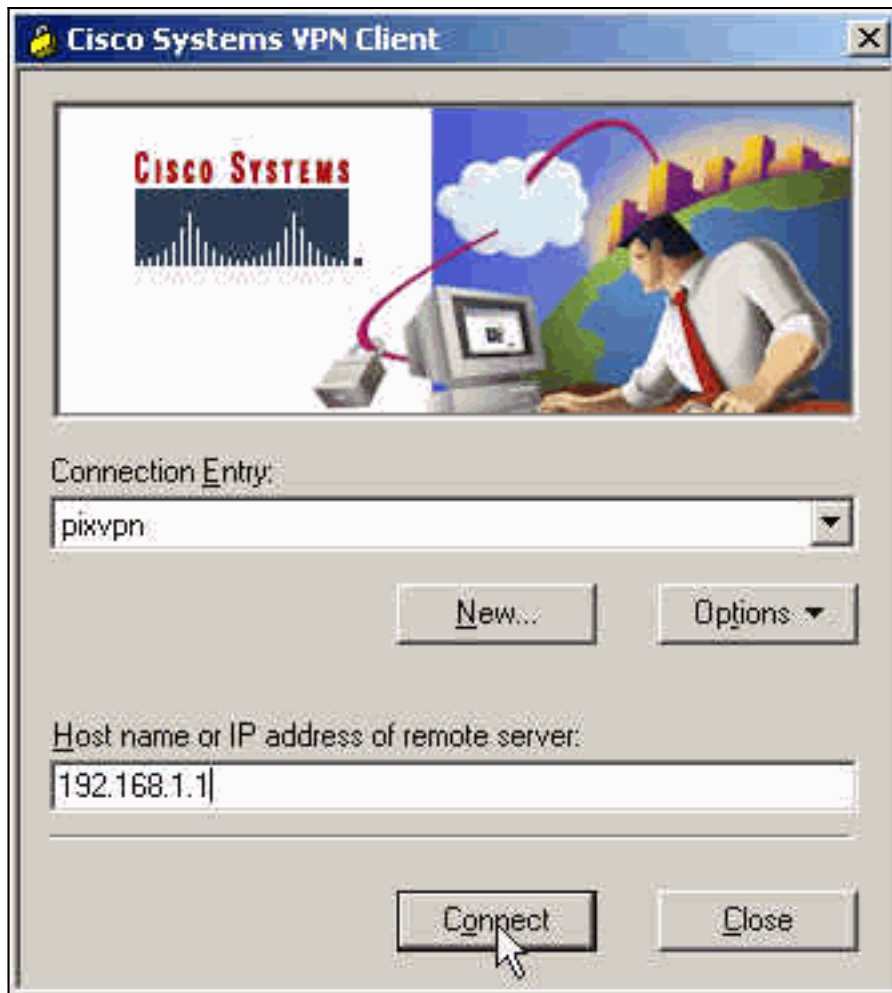 Cisco Systems VPN Client
CISCO SYSTEMS
Connection Entry:
pixvpn
New...
Options
Host name or IP address of remote server:
192.168.1.1
Connect
Close